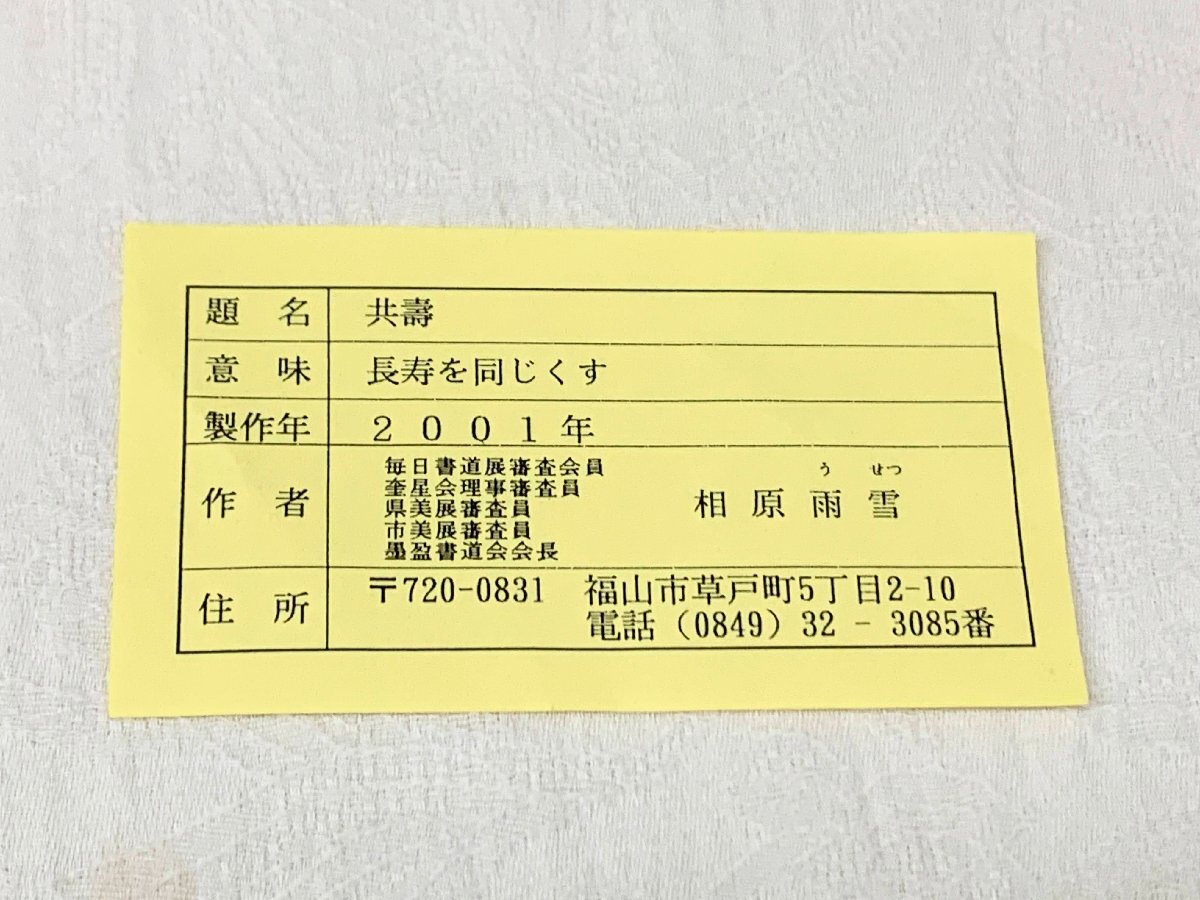 題名 共壽
意味 長寿を同じくす
製作年 ２００１年
作者
毎日書道展審査会員
奎星会理事審査員
県美展審査員
市美展審査員
墨盈書道会会長
う せつ
相原雨雪
住所 〒720-0831 福山市草戸町5丁目2-10
電話（0849）32 － 3085番